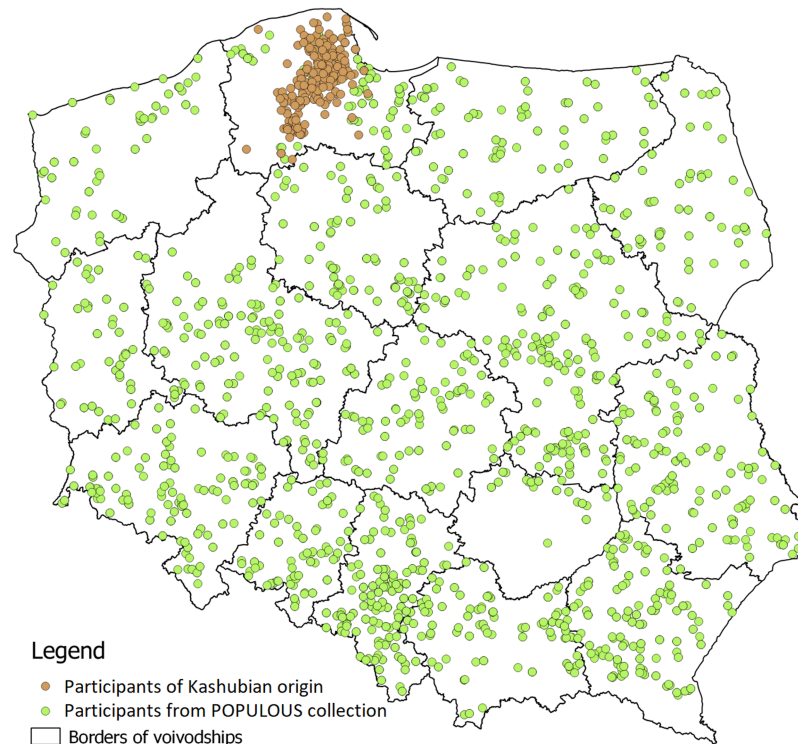 Legend
Participants of Kashubian origin
Participants from POPULOUS collection
Borders of voivodships